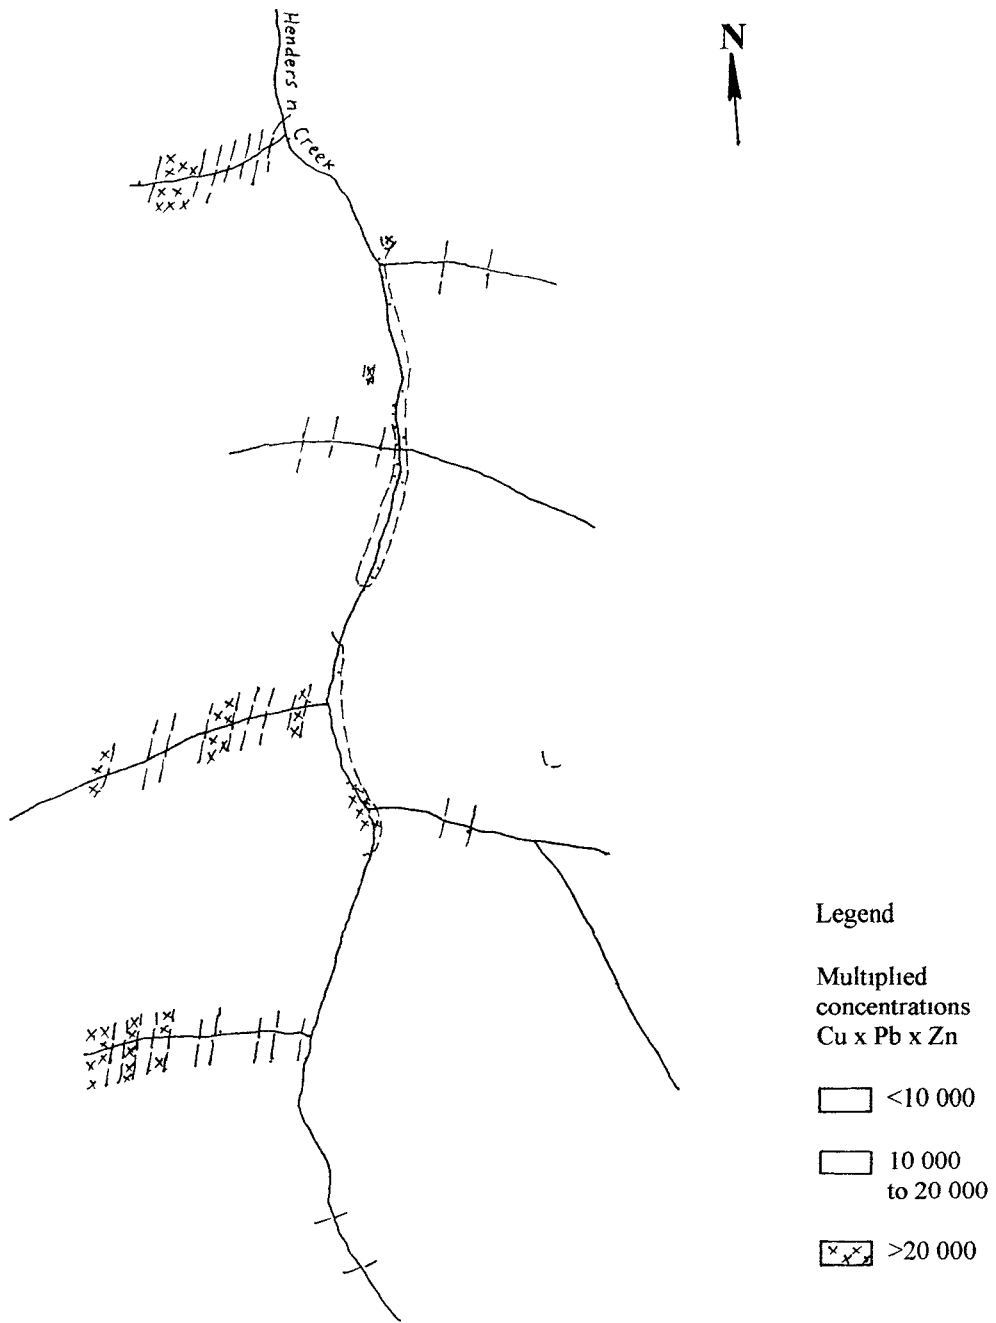 N
Henders n
Creek
Legend
Multiplied
concentrations
Cu x Pb x Zn
<10 000
10 000
to 20 000
>20 000